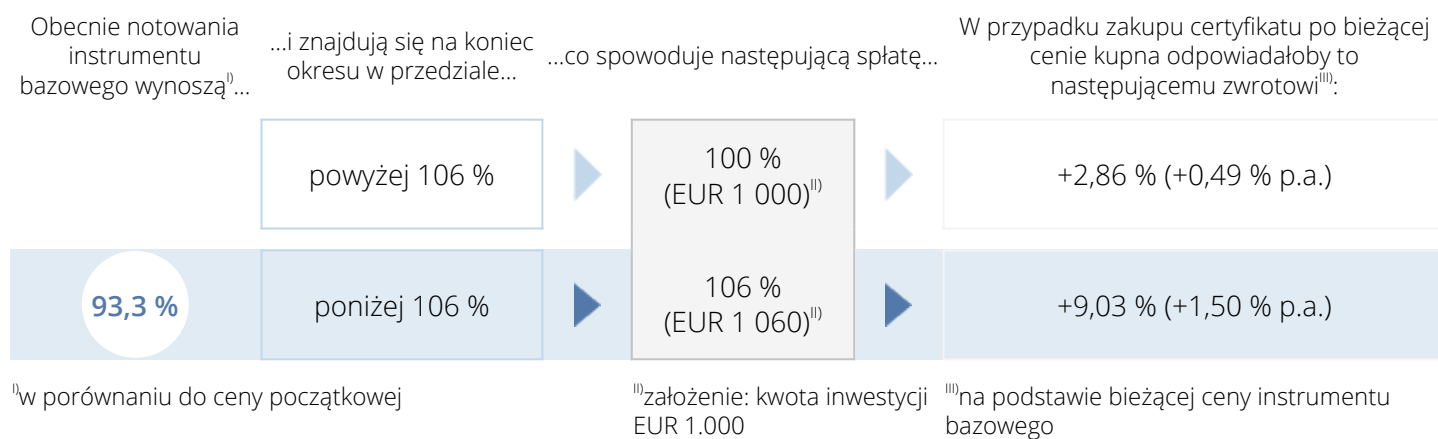 Obecnie notowania
instrumentu
bazowego wynoszą^I)...
...i znajdują się na koniec
okresu w przedziale...
...co spowoduje następującą spłatę...
W przypadku zakupu certyfikatu po bieżącej
cenie kupna odpowiadałoby to
następującemu zwrotowi^III):
powyżej 106 %
100 %
(EUR 1 000)^II)
+2,86 % (+0,49 % p.a.)
93,3 %
poniżej 106 %
106 %
(EUR 1 060)^II)
+9,03 % (+1,50 % p.a.)
^I)w porównaniu do ceny początkowej
^II)założenie: kwota inwestycji
EUR 1.000
^III)na podstawie bieżącej ceny instrumentu
bazowego